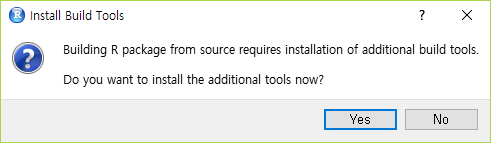 Install Build Tools
Building R package from source requires installation of additional build tools.
Do you want to install the additional tools now?
Yes
No